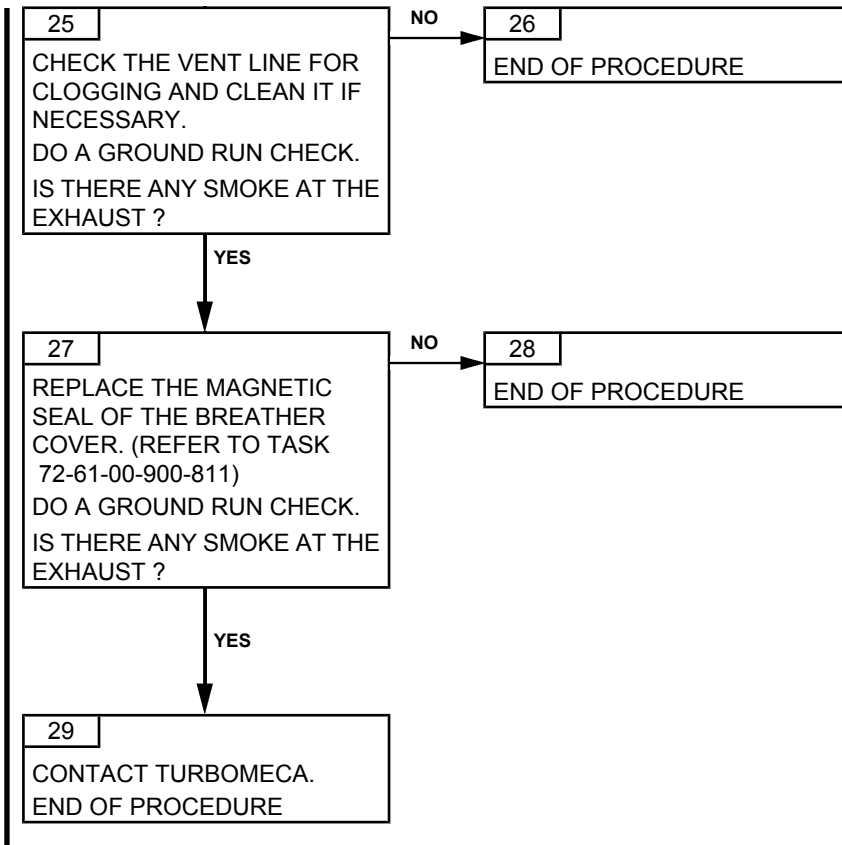 25
CHECK THE VENT LINE FOR
CLOGGING AND CLEAN IT IF
NECESSARY.
DO A GROUND RUN CHECK.
IS THERE ANY SMOKE AT THE
EXHAUST ?
NO
26
END OF PROCEDURE
YES
27
REPLACE THE MAGNETIC
SEAL OF THE BREATHER
COVER. (REFER TO TASK
72-61-00-900-811)
DO A GROUND RUN CHECK.
IS THERE ANY SMOKE AT THE
EXHAUST ?
NO
28
END OF PROCEDURE
YES
29
CONTACT TURBOMECA.
END OF PROCEDURE